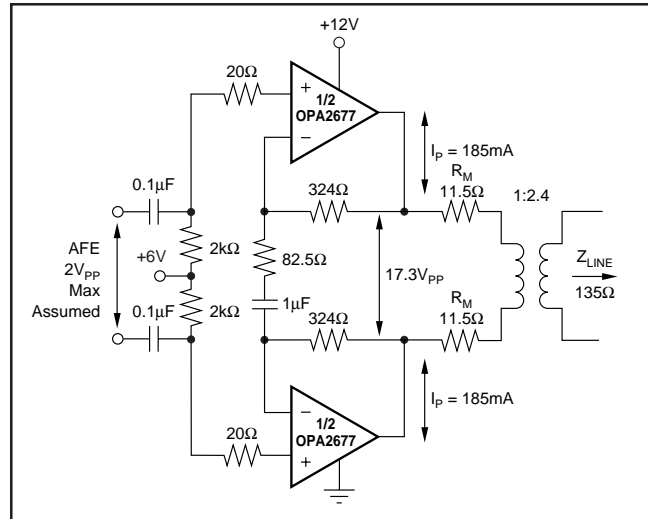 +12V
20Ω
+
1/2
OPA2677
−
I_P = 185mA
R_M
11.5Ω
1:2.4
0.1µF
324Ω
AFE
2V_PP
Max
Assumed
+6V
2kΩ
2kΩ
82.5Ω
1µF
17.3V_PP
Z_LINE
135Ω
0.1µF
324Ω
R_M
11.5Ω
−
1/2
OPA2677
+
I_P = 185mA
20Ω